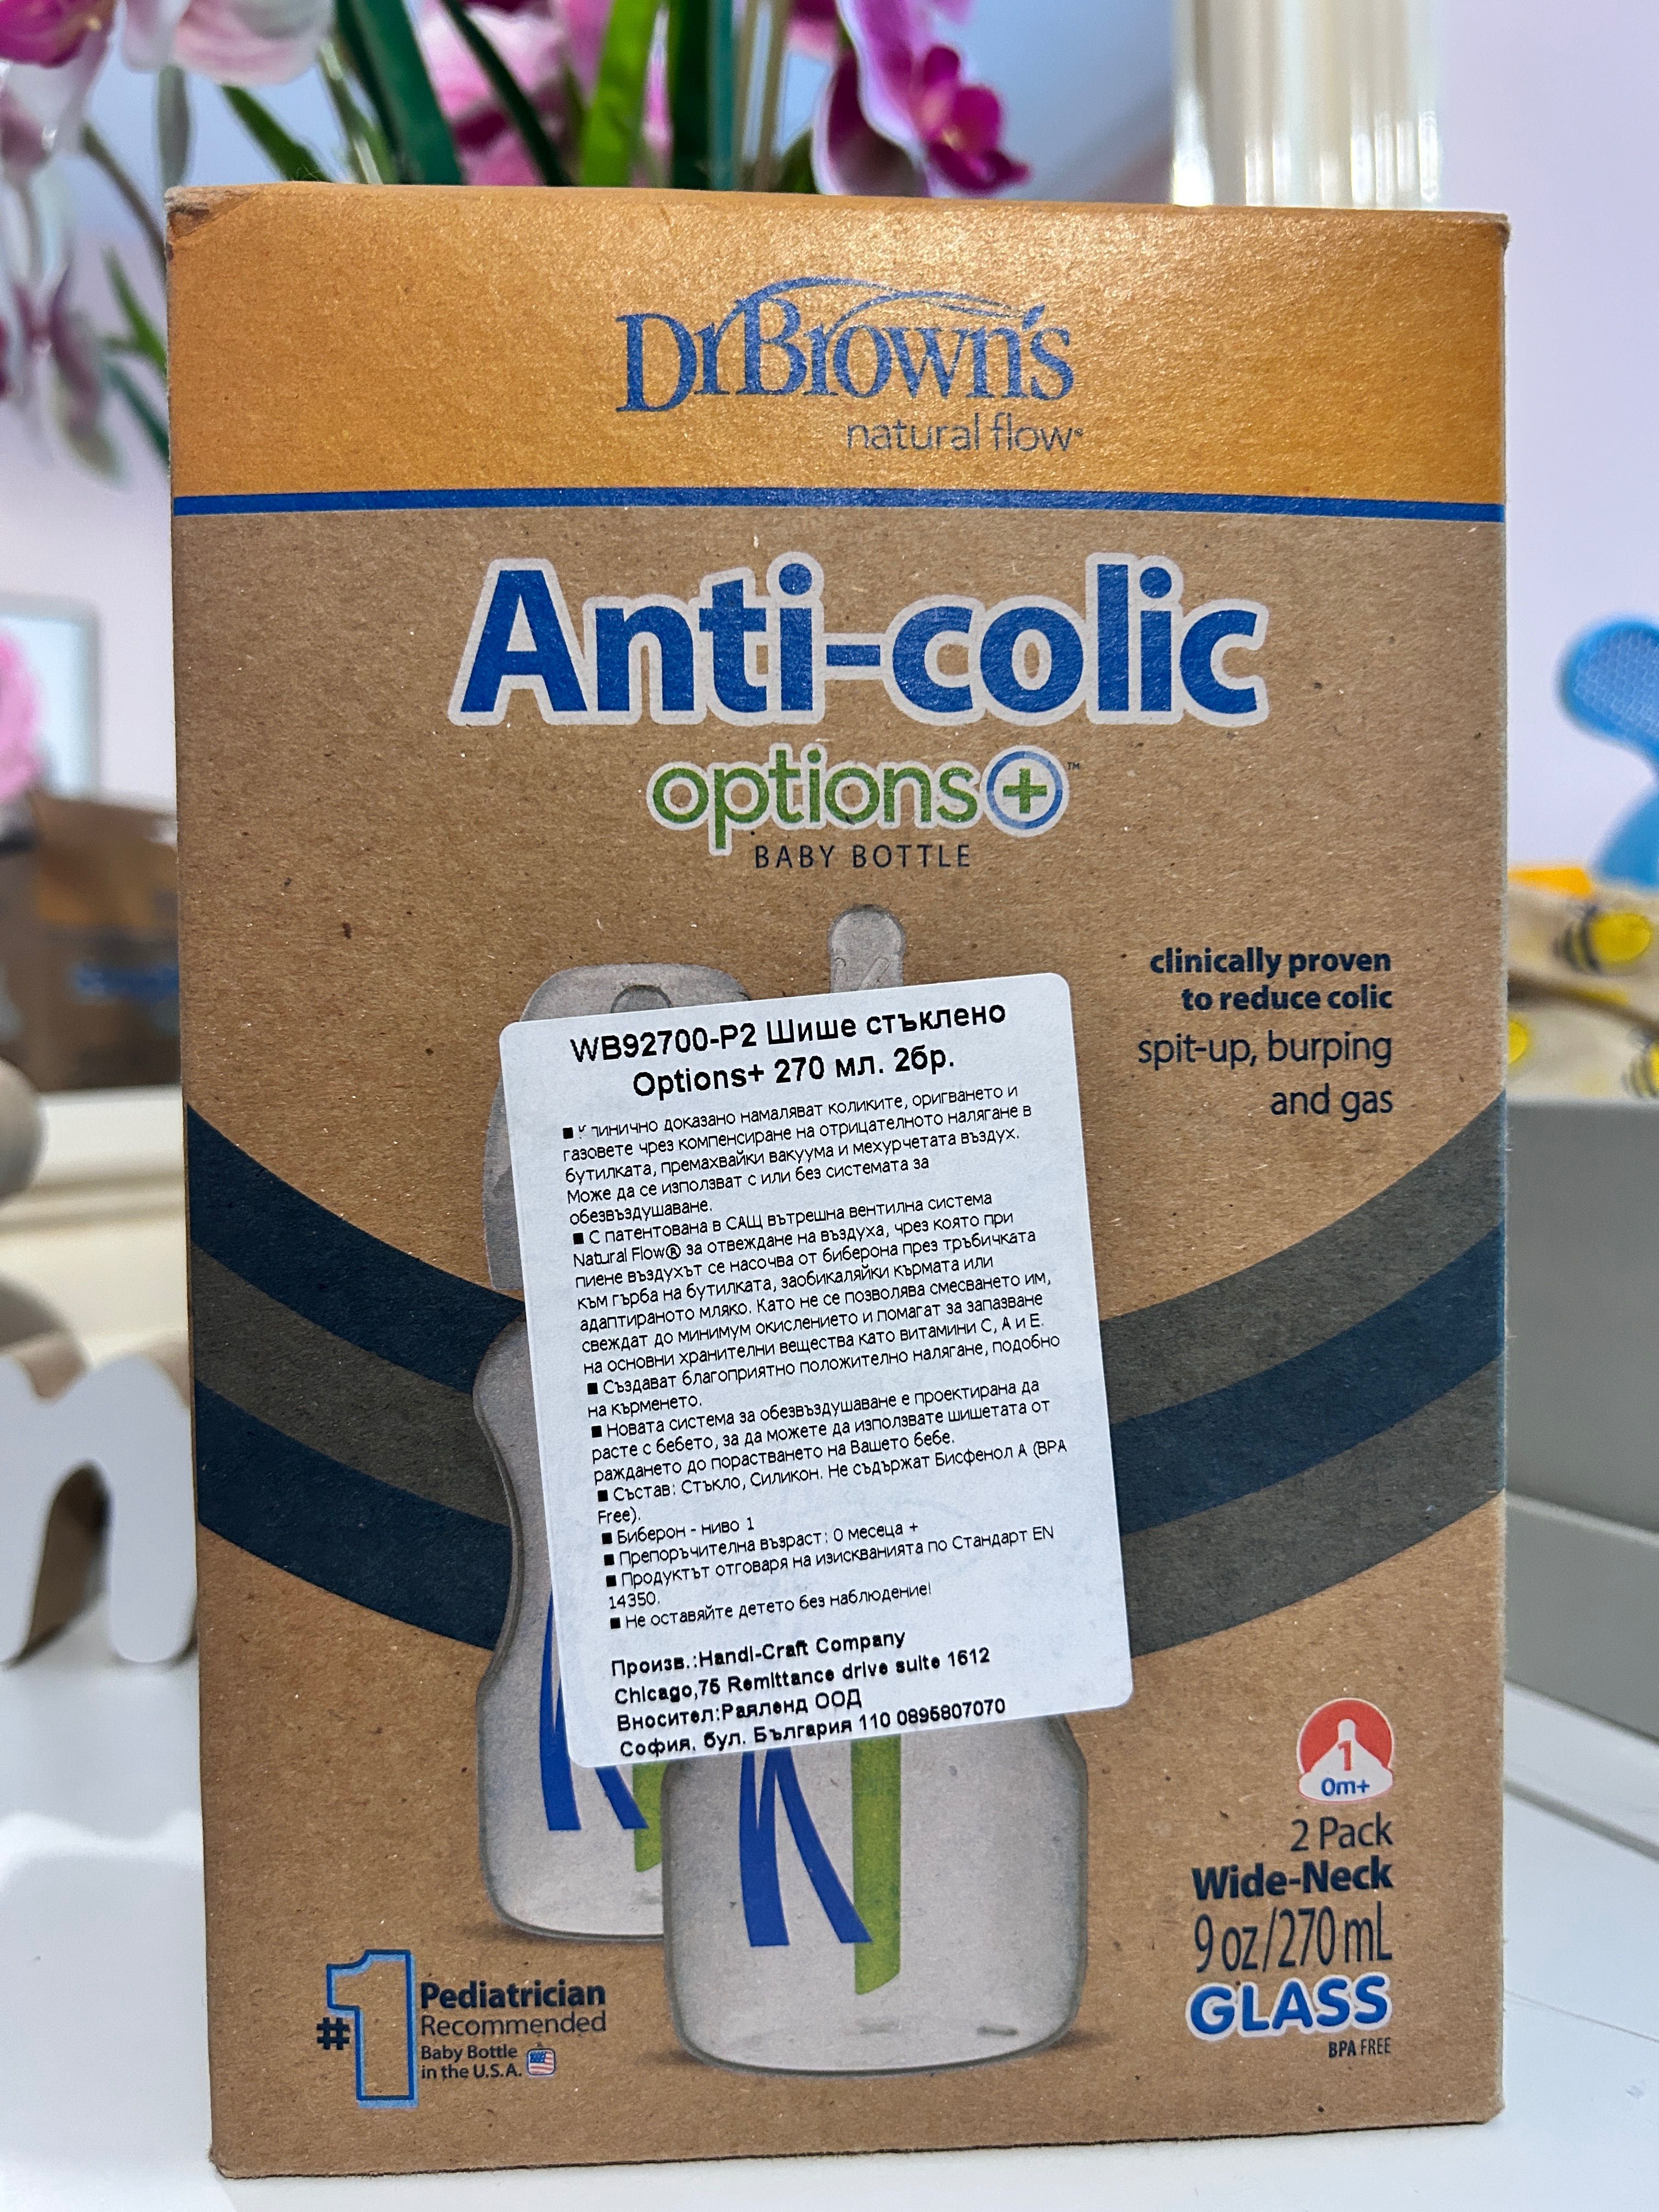 Dr Brown's
natural flow®
Anti-colic
options+™
BABY BOTTLE
clinically proven
to reduce colic
spit-up, burping
and gas
WB92700-P2 Шише стъклено
Options+ 270 мл. 2бр.
■ Клинично доказано намаляват коликите, оригването и
газовете чрез компенсиране на отрицателното налягане в
бутилката, премахвайки вакуума и мехурчетата въздух.
Може да се използват с или без системата за
обезвъздушаване.
■ С патентована в САЩ вътрешна вентилна система
Natural Flow® за отвеждане на въздуха, чрез която при
пиене въздухът се насочва от биберона през тръбичката
към гърба на бутилката, заобикаляйки кърмата или
адаптираното мляко. Като не се позволява смесването им,
свеждат до минимум окислението и помагат за запазване
на основни хранителни вещества като витамини С, А и Е.
■ Създават благоприятно положително налягане, подобно
на кърменето.
■ Новата система за обезвъздушаване е проектирана да
расте с бебето, за да можете да използвате шишетата от
раждането до порастването на Вашето бебе.
■ Състав: Стъкло, Силикон. Не съдържат Бисфенол А (BPA
Free).
■ Биберон - ниво 1
■ Препоръчителна възраст: 0 месеца +
■ Продуктът отговаря на изискванията по Стандарт EN
14350.
■ Не оставяйте детето без наблюдение!
Произв.:Handi-Craft Company
Chicago,75 Remittance drive suite 1612
Вносител:Раяленд ООД
София, бул. България 110 0895807070
1
0m+
2 Pack
Wide-Neck
9 oz/270 mL
GLASS
BPA FREE
#1 Pediatrician
Recommended
Baby Bottle
in the U.S.A.